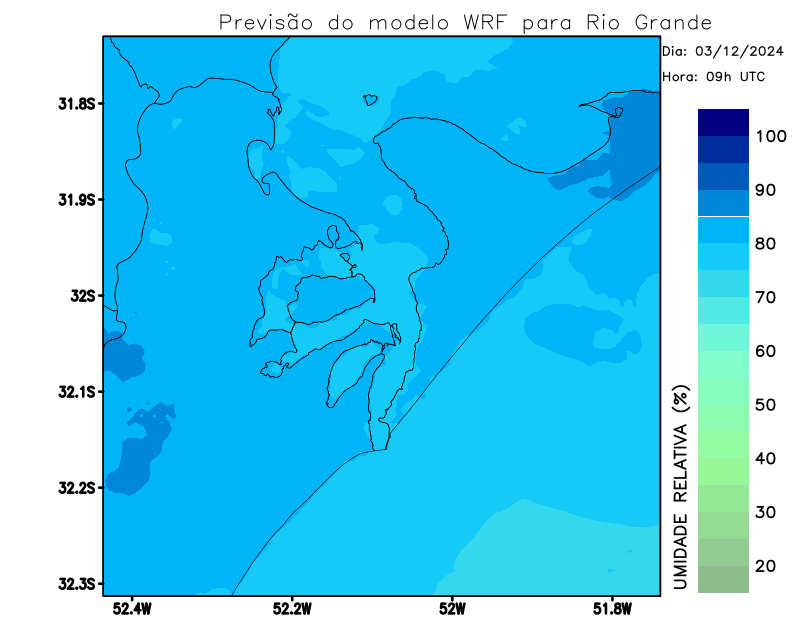 Previsão do modelo WRF para Rio Grande
Dia: 03/12/2024
Hora: 09h UTC
31.8S
31.9S
32S
32.1S
32.2S
32.3S
52.4W
52.2W
52W
51.8W
100
90
80
70
60
50
40
30
20
UMIDADE RELATIVA (%)